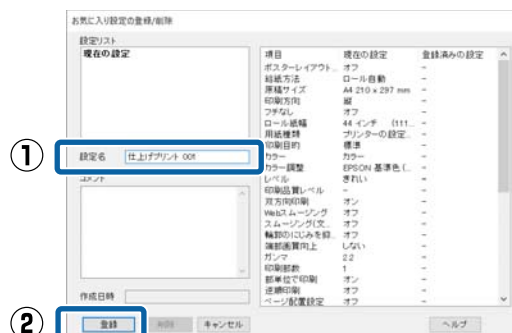 お気に入り設定の登録/削除
設定リスト
現在の設定
① 設定名 仕上げプリント 001
コメント
作成日時
② 登録 削除 キャンセル ヘルプ
項目 現在の設定 登録済みの設定
ポスターレイアウト.. オフ -
給紙方法 ロール自動 -
原稿サイズ A4 210 x 297 mm -
印刷方向 縦 -
フチなし オフ -
ロール紙幅 44 インチ (111... -
用紙種類 プリンターの設定.. -
印刷目的 標準 -
カラー カラー -
カラー調整 EPSON 基準色 (... -
レベル きれい -
印刷品質レベル - -
双方向印刷 オン -
Webスムージング オフ -
スムージング(文... オフ -
輪郭のにじみを抑.. オフ -
端部画質向上 しない -
ガンマ 2.2 -
印刷部数 1 -
部単位で印刷 オン -
逆順印刷 オフ -
ページ配置設定 オフ -